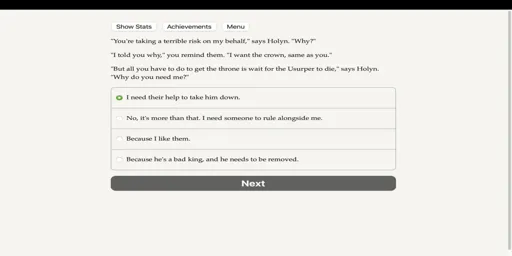 Show Stats Achievements Menu
"You're taking a terrible risk on my behalf," says Holyn. "Why?"
"I told you why," you remind them. "I want the crown, same as you."
"But all you have to do to get the throne is wait for the Usurper to die," says Holyn.
"Why do you need me?"
I need their help to take him down.
No, it's more than that. I need someone to rule alongside me.
Because I like them.
Because he's a bad king, and he needs to be removed.
Next